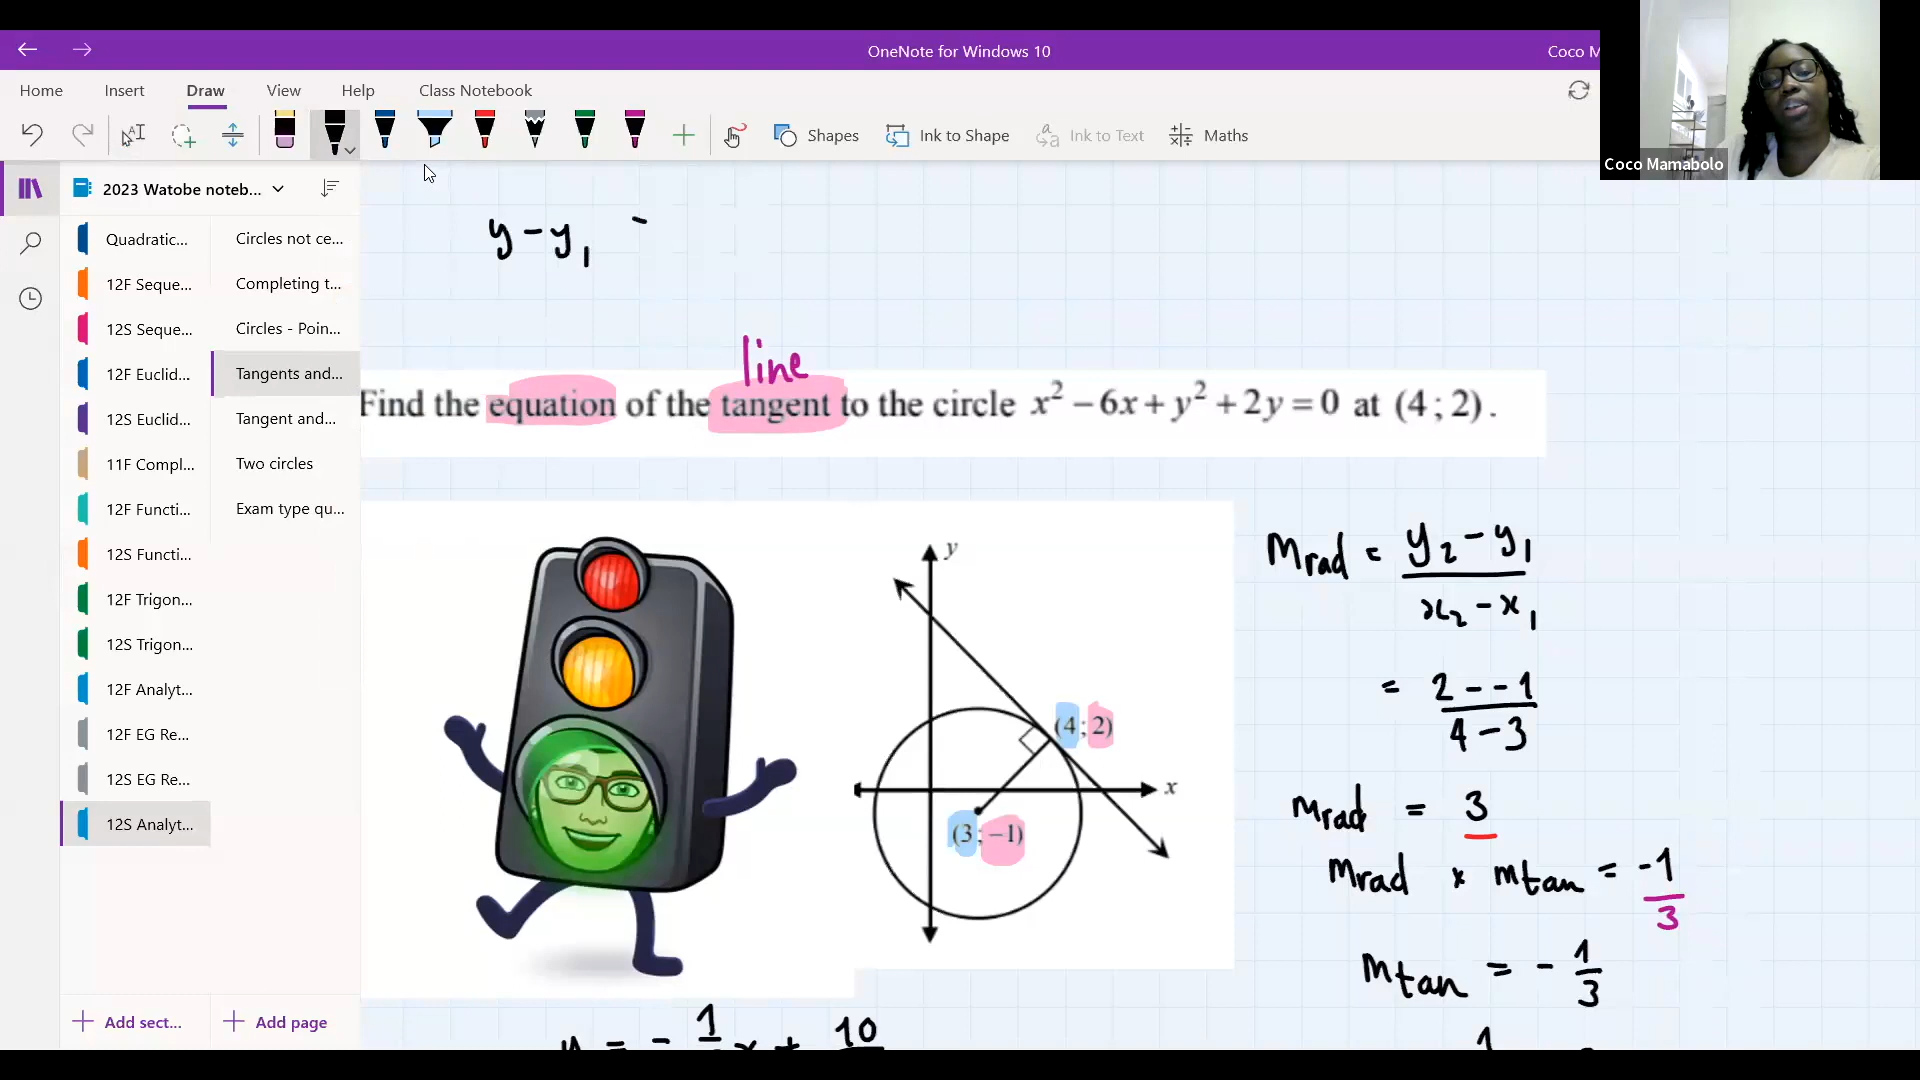 OneNote for Windows 10
Coco M
Home Insert Draw View Help Class Notebook
Shapes Ink to Shape Ink to Text Maths
Coco Mamabolo
2023 Watobe noteb...
Quadratic...
12F Seque...
12S Seque...
12F Euclid...
12S Euclid...
11F Compl...
12F Functi...
12S Functi...
12F Trigon...
12S Trigon...
12F Analyt...
12F EG Re...
12S EG Re...
12S Analyt...
Add sect...
Circles not ce...
Completing t...
Circles - Poin...
Tangents and...
Tangent and...
Two circles
Exam type qu...
Add page
y - y₁ -
line
Find the equation of the tangent to the circle x² − 6x + y² + 2y = 0 at (4 ; 2) .
y
(4 ; 2)
x
(3 ; −1)
Mrad = y₂ - y₁
x₂ - x₁
= 2 - - 1
4 - 3
Mrad = 3
Mrad × mtan = -1
3
Mtan = - 1
3